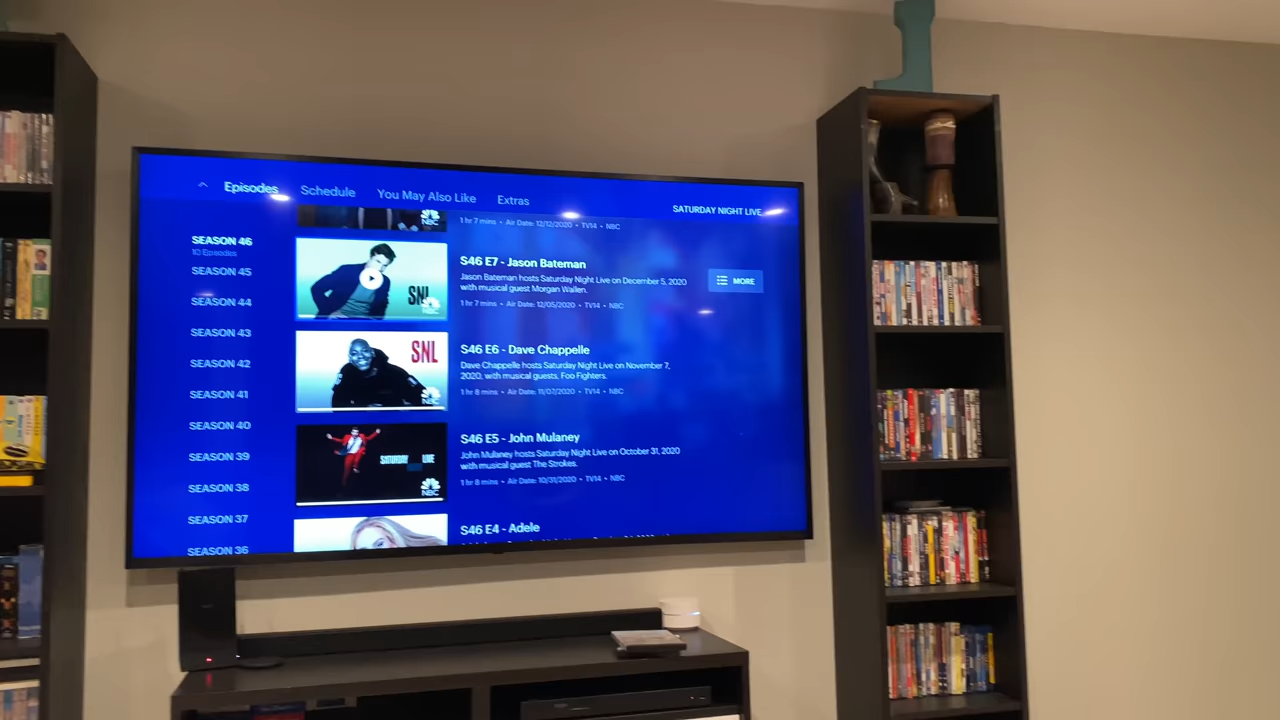 Episodes
Schedule
You May Also Like
Extras
SATURDAY NIGHT LIVE
SEASON 46
10 Episodes
SEASON 45
SEASON 44
SEASON 43
SEASON 42
SEASON 41
SEASON 40
SEASON 39
SEASON 38
SEASON 37
SEASON 36
NBC
1 hr 7 mins • Air Date: 12/12/2020 • TV14 • NBC
SNL
NBC
S46 E7 - Jason Bateman
Jason Bateman hosts Saturday Night Live on December 5, 2020
with musical guest Morgan Wallen.
1 hr 7 mins • Air Date: 12/05/2020 • TV14 • NBC
MORE
SNL
NBC
S46 E6 - Dave Chappelle
Dave Chappelle hosts Saturday Night Live on November 7,
2020, with musical guests, Foo Fighters.
1 hr 8 mins • Air Date: 11/07/2020 • TV14 • NBC
SATURDAY LIVE
NBC
S46 E5 - John Mulaney
John Mulaney hosts Saturday Night Live on October 31, 2020
with musical guest The Strokes.
1 hr 8 mins • Air Date: 10/31/2020 • TV14 • NBC
S46 E4 - Adele